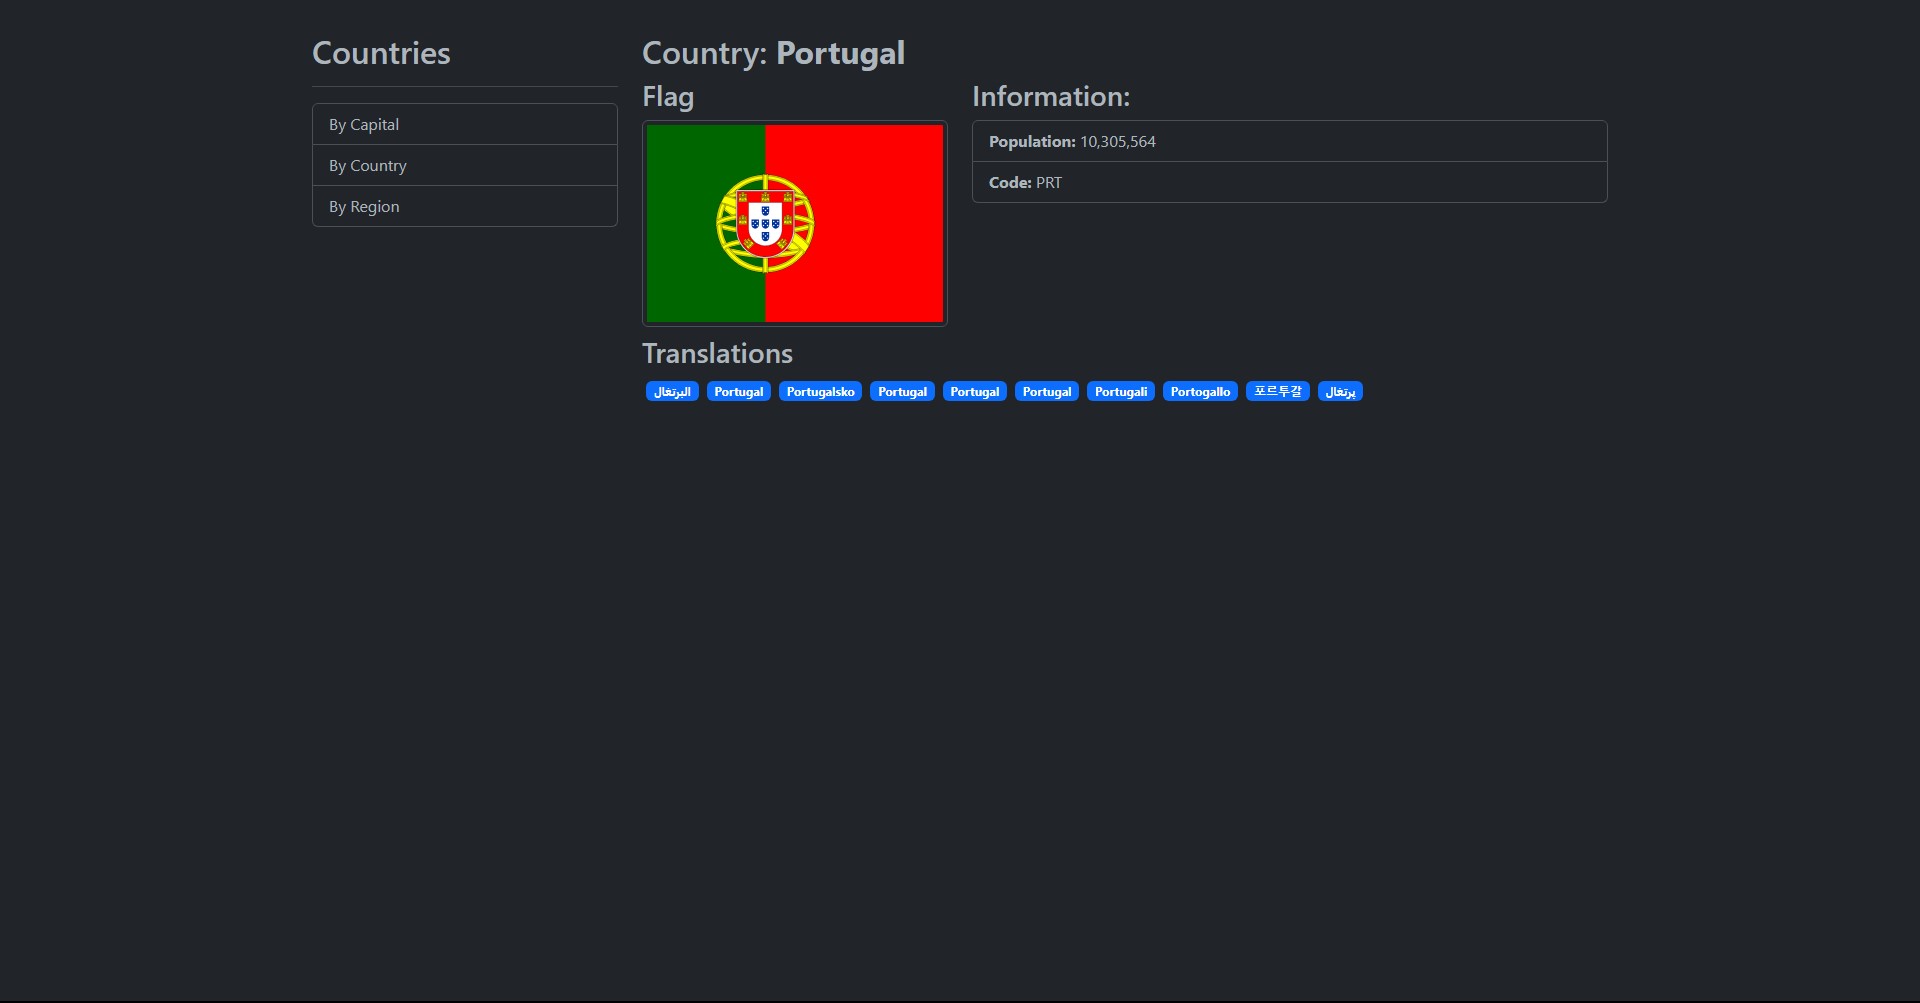 Countries
By Capital
By Country
By Region
Country: Portugal
Flag
Information:
Population: 10,305,564
Code: PRT
Translations
البرتغال Portugal Portugalsko Portugal Portugal Portugal Portugali Portogallo 포르투갈 پرتغال